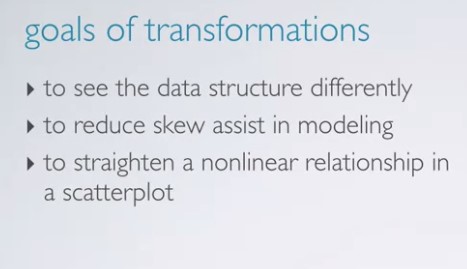 goals of transformations
▸ to see the data structure differently
▸ to reduce skew assist in modeling
▸ to straighten a nonlinear relationship in
a scatterplot